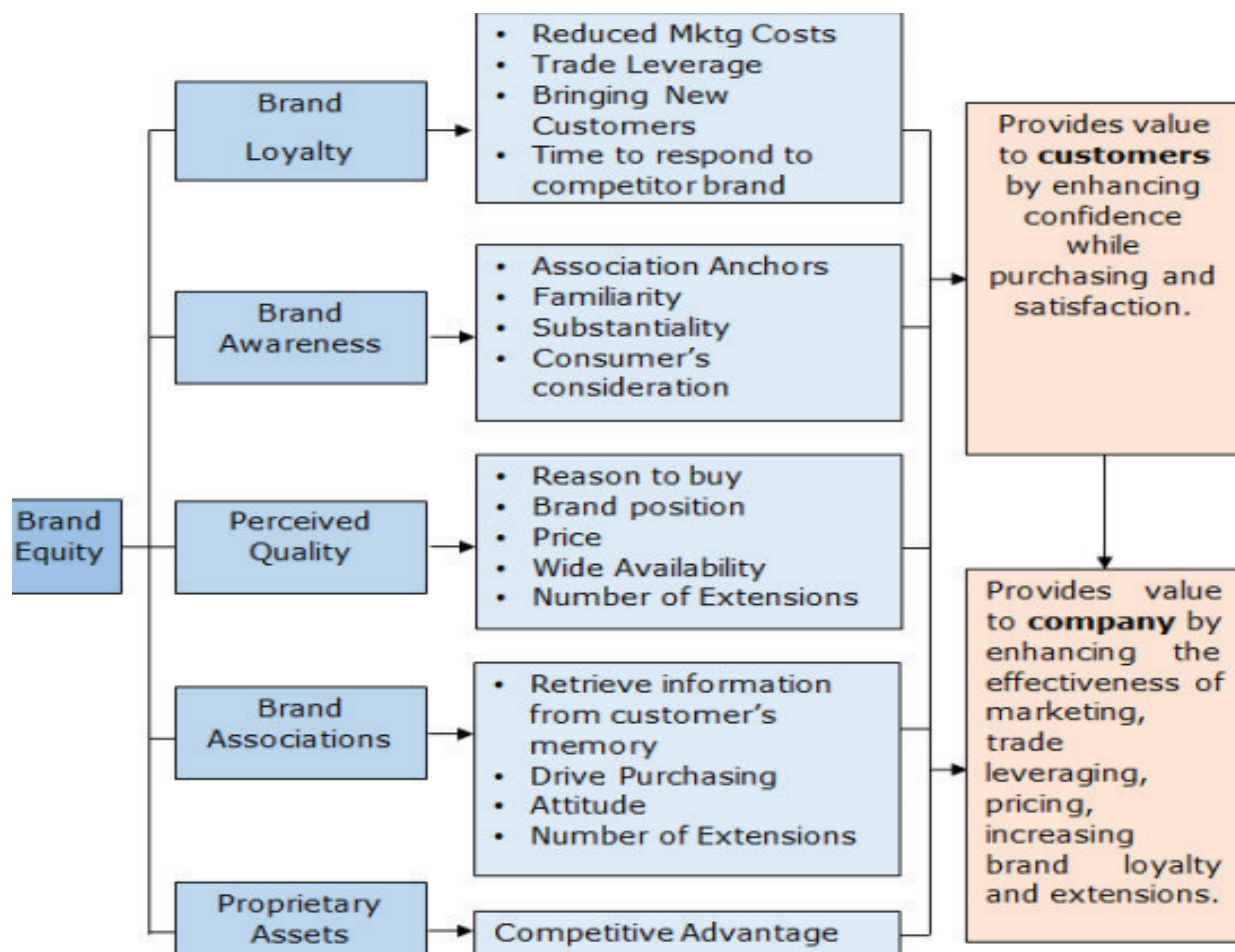 Brand
Equity
Brand
Loyalty
• Reduced Mktg Costs
• Trade Leverage
• Bringing New
Customers
• Time to respond to
competitor brand
Brand
Awareness
• Association Anchors
• Familiarity
• Substantiality
• Consumer's
consideration
Perceived
Quality
• Reason to buy
• Brand position
• Price
• Wide Availability
• Number of Extensions
Brand
Associations
• Retrieve information
from customer's
memory
• Drive Purchasing
• Attitude
• Number of Extensions
Proprietary
Assets
Competitive Advantage
Provides value
to customers
by enhancing
confidence
while
purchasing and
satisfaction.
Provides value
to company by
enhancing the
effectiveness of
marketing,
trade
leveraging,
pricing,
increasing
brand loyalty
and extensions.